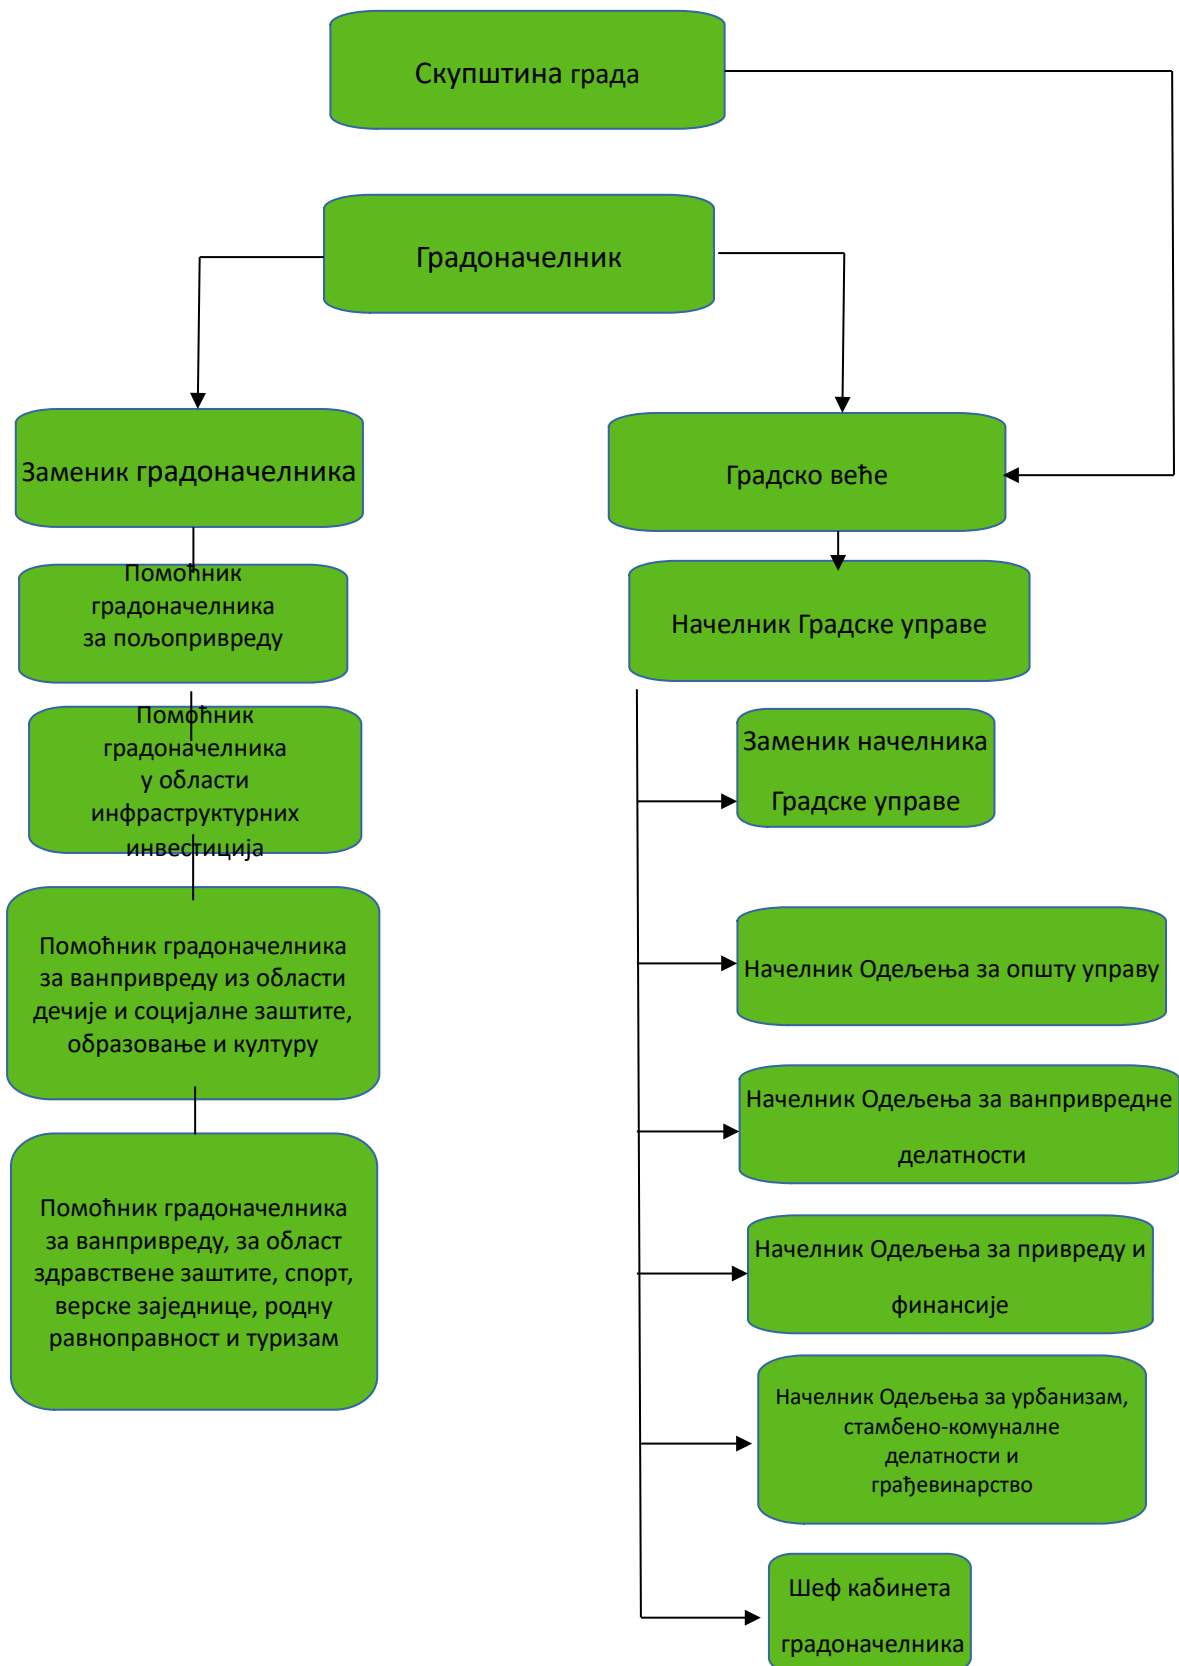 Скупштина града
Градоначелник
Заменик градоначелника
Градско веће
Помоћник
градоначелника
за пољопривреду
Начелник Градске управе
Помоћник
градоначелника
у области
инфраструктурних
инвестиција
Заменик начелника
Градске управе
Помоћник градоначелника
за ванпривреду из области
дечије и социјалне заштите,
образовање и културу
Начелник Одељења за општу управу
Начелник Одељења за ванпривредне
делатности
Помоћник градоначелника
за ванпривреду, за област
здравствене заштите, спорт,
верске заједнице, родну
равноправност и туризам
Начелник Одељења за привреду и
финансије
Начелник Одељења за урбанизам,
стамбено-комуналне
делатности и
грађевинарство
Шеф кабинета
градоначелника